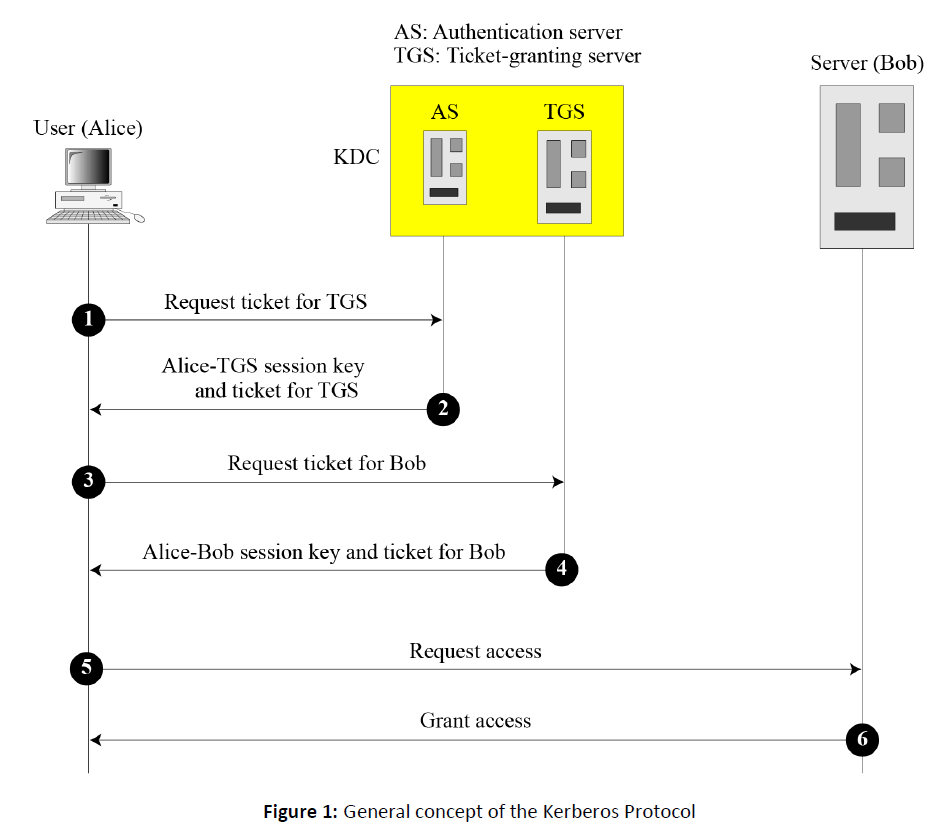 AS: Authentication server
TGS: Ticket-granting server
Server (Bob)
User (Alice)
KDC
AS
TGS
1
Request ticket for TGS
Alice-TGS session key
and ticket for TGS
2
3
Request ticket for Bob
Alice-Bob session key and ticket for Bob
4
5
Request access
Grant access
6
Figure 1: General concept of the Kerberos Protocol